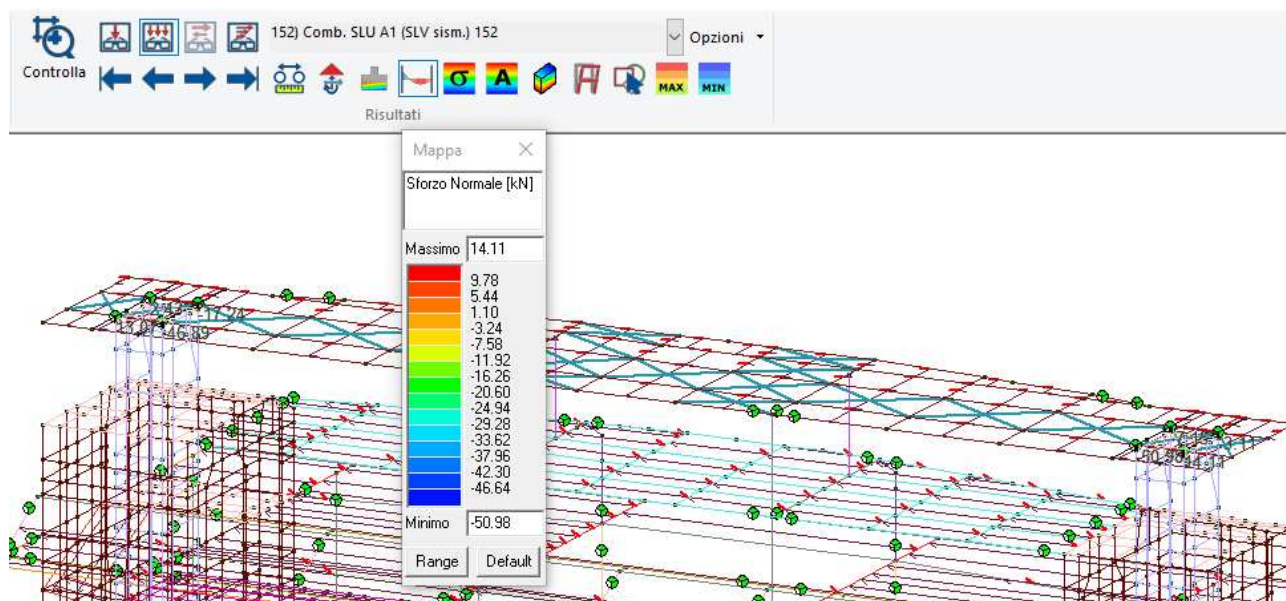 152) Comb. SLU A1 (SLV sism.) 152
Opzioni
Controlla
σ
A
MAX
MIN
Risultati
Mappa
Sforzo Normale [kN]
Massimo 14.11
9.78
5.44
1.10
-3.24
-7.58
-11.92
-16.26
-20.60
-24.94
-29.28
-33.62
-37.96
-42.30
-46.64
Minimo -50.98
Range Default
-17.24